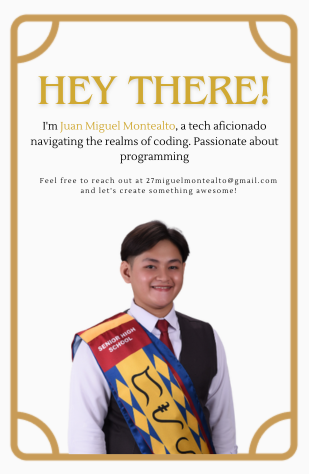 HEY THERE!
I'm Juan Miguel Montealto, a tech aficionado
navigating the realms of coding. Passionate about
programming
Feel free to reach out at 27miguelmontealto@gmail.com
and let's create something awesome!
SENIOR HIGH
SCHOOL